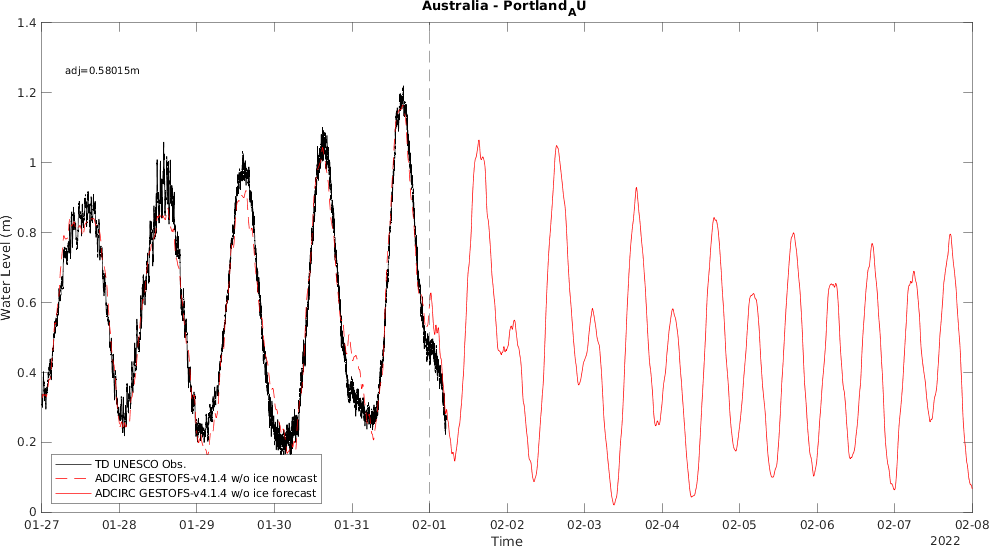 Australia - PortlandAU
1.4
adj=0.58015m
1.2
1
0.8
Water Level (m)
0.6
0.4
0.2
TD UNESCO Obs.
ADCIRC GESTOFS-v4.1.4 w/o ice nowcast
ADCIRC GESTOFS-v4.1.4 w/o ice forecast
0
01-27 01-28 01-29 01-30 01-31 02-01 02-02 02-03 02-04 02-05 02-06 02-07 02-08
Time
2022